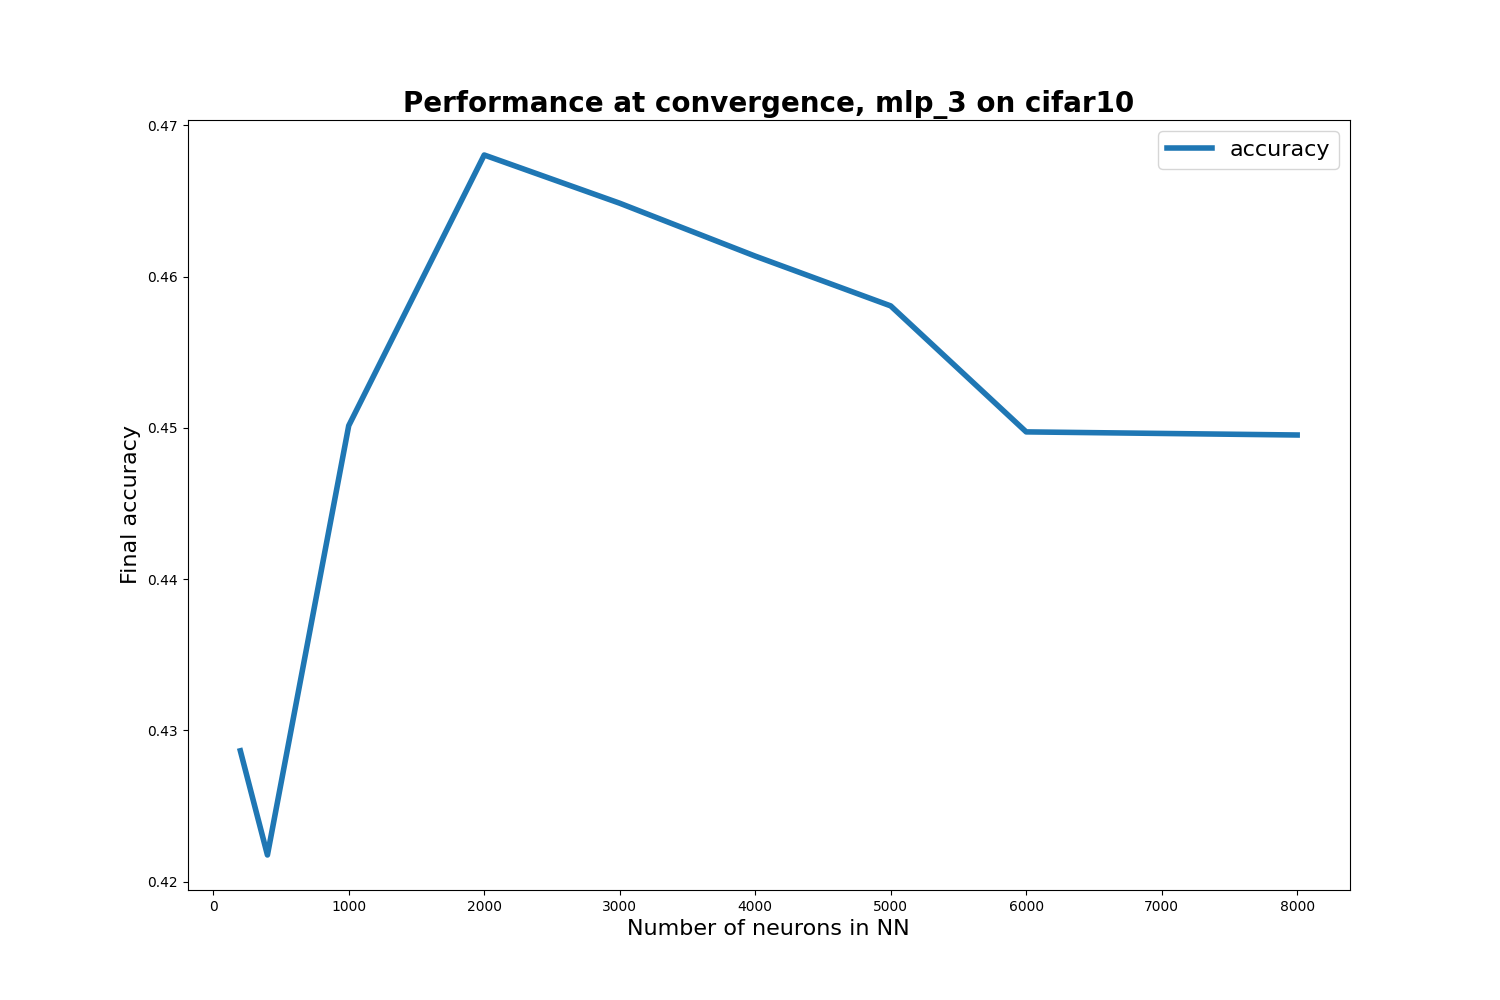 Performance at convergence, mlp_3 on cifar10
accuracy
Final accuracy
0.47
0.46
0.45
0.44
0.43
0.42
0 1000 2000 3000 4000 5000 6000 7000 8000
Number of neurons in NN